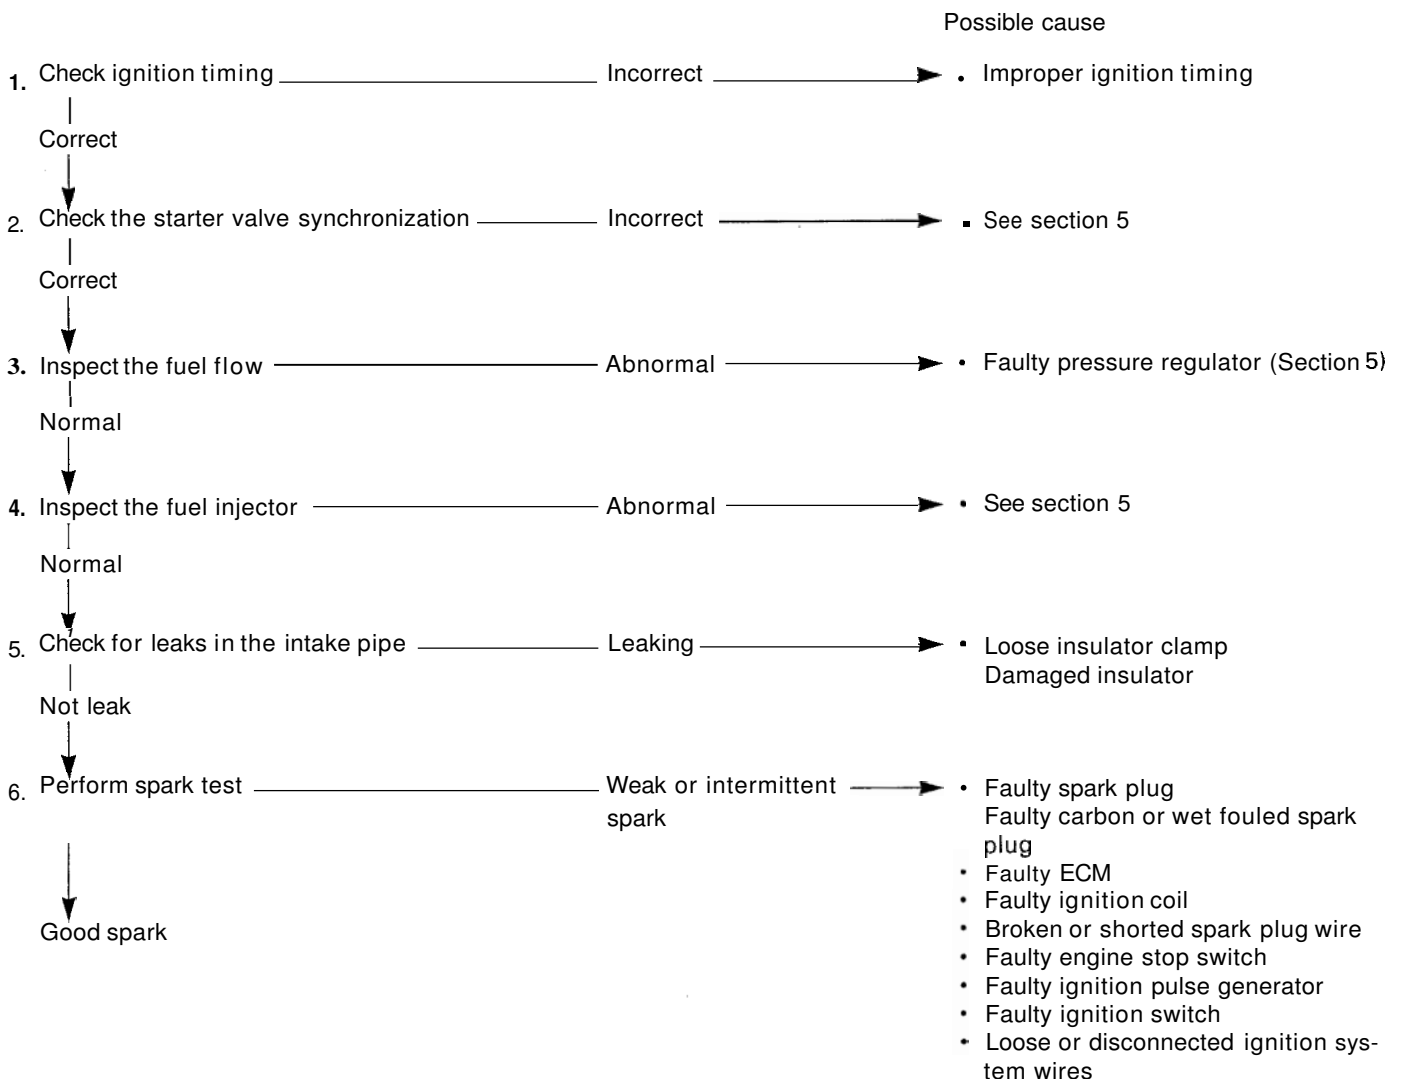 Possible cause
1. Check ignition timing Incorrect • Improper ignition timing
Correct
2. Check the starter valve synchronization Incorrect ▪ See section 5
Correct
3. Inspect the fuel flow Abnormal • Faulty pressure regulator (Section 5)
Normal
4. Inspect the fuel injector Abnormal • See section 5
Normal
5. Check for leaks in the intake pipe Leaking • Loose insulator clamp
Damaged insulator
Not leak
6. Perform spark test Weak or intermittent • Faulty spark plug
spark Faulty carbon or wet fouled spark
plug
• Faulty ECM
• Faulty ignition coil
Good spark • Broken or shorted spark plug wire
• Faulty engine stop switch
• Faulty ignition pulse generator
• Faulty ignition switch
• Loose or disconnected ignition sys-
tem wires